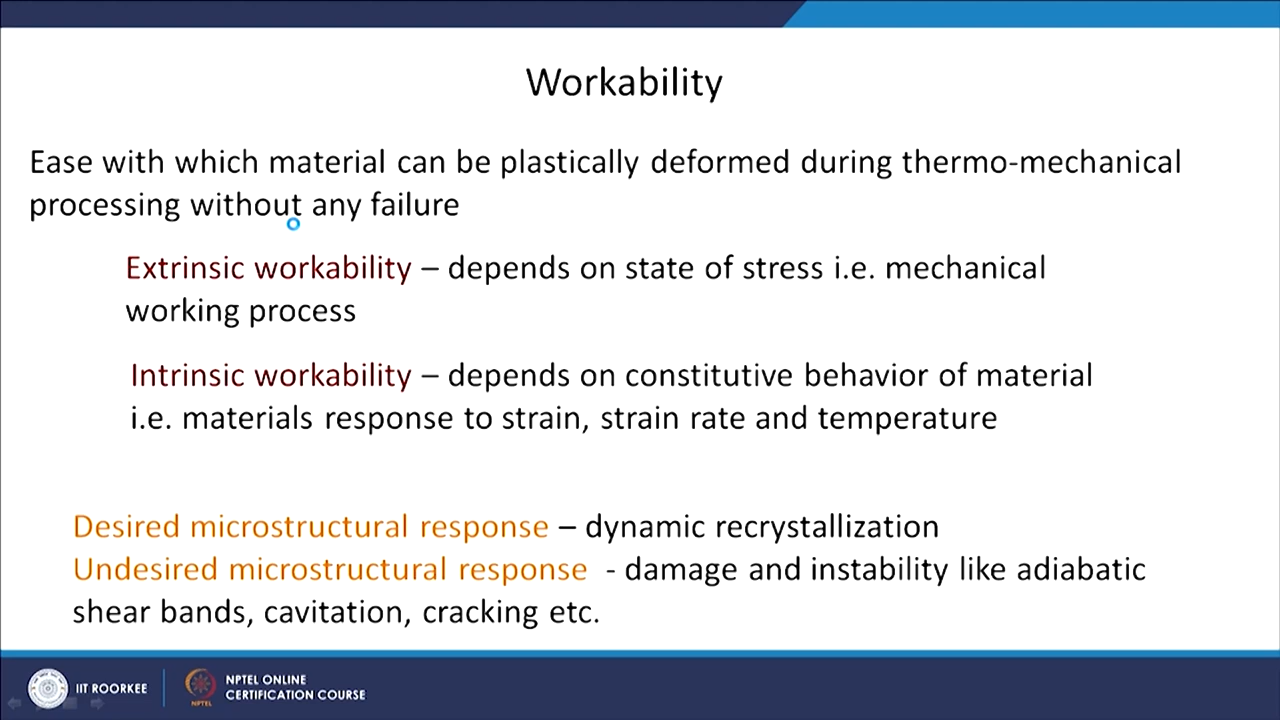 Workability
Ease with which material can be plastically deformed during thermo-mechanical
processing without any failure
Extrinsic workability – depends on state of stress i.e. mechanical
working process
Intrinsic workability – depends on constitutive behavior of material
i.e. materials response to strain, strain rate and temperature
Desired microstructural response – dynamic recrystallization
Undesired microstructural response - damage and instability like adiabatic
shear bands, cavitation, cracking etc.
IIT ROORKEE
NPTEL
NPTEL ONLINE
CERTIFICATION COURSE